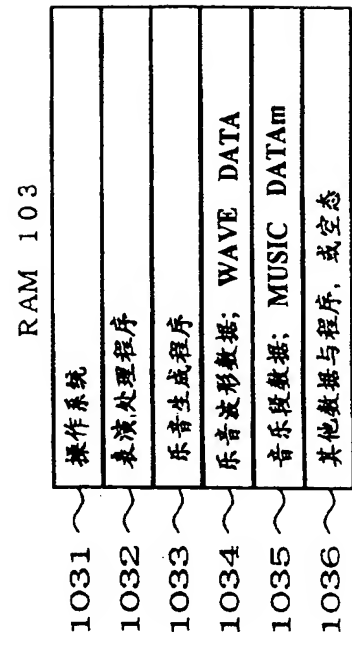 RAM 103
1031 操作系统
1032 表演处理程序
1033 乐音生成程序
1034 乐音波形数据; WAVE DATA
1035 音乐段数据; MUSIC DATAm
1036 其他数据与程序, 或空态